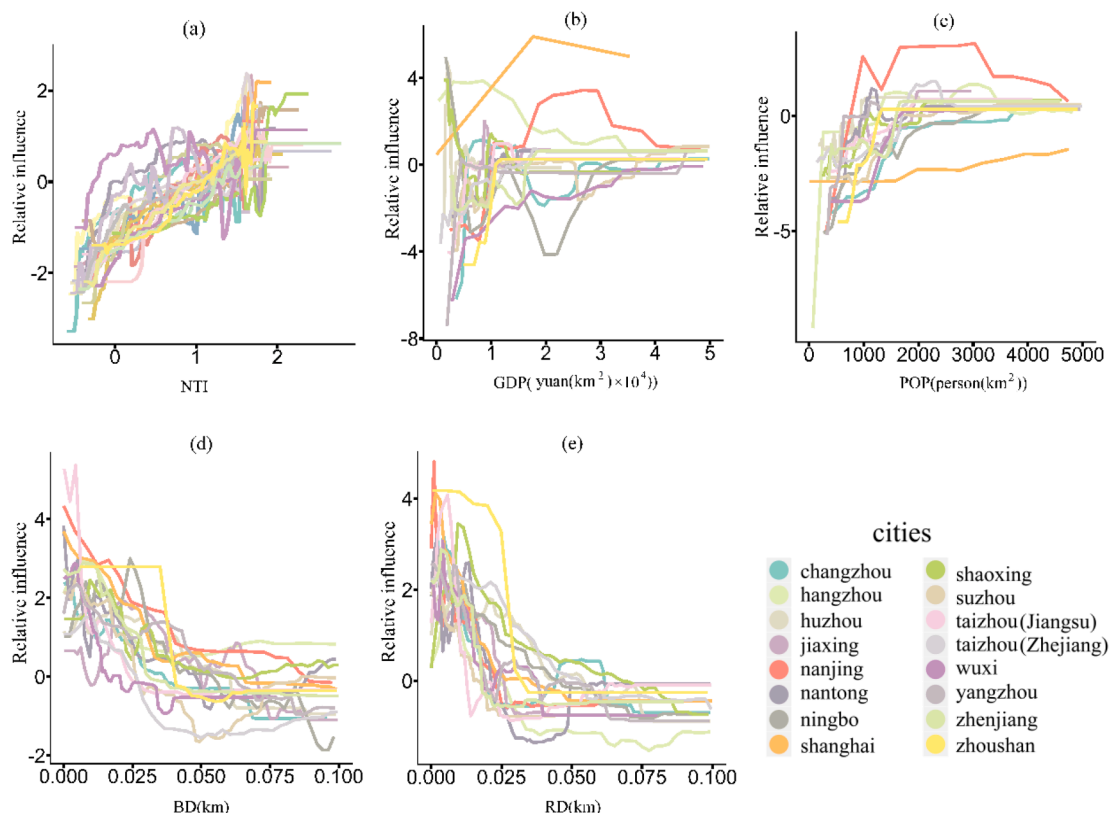 (a)
(b)
(c)
Relative influence
2
0
-2
0
1
2
NTI
Relative influence
4
0
-4
-8
0
1
2
3
4
5
GDP( yuan(km²)×10⁴))
Relative influence
0
-5
0
1000
2000
3000
4000
5000
POP(person(km²))
(d)
(e)
Relative influence
4
2
0
-2
0.000
0.025
0.050
0.075
0.100
BD(km)
Relative influence
4
2
0
0.000
0.025
0.050
0.075
0.100
RD(km)
cities
changzhou
hangzhou
huzhou
jiaxing
nanjing
nantong
ningbo
shanghai
shaoxing
suzhou
taizhou(Jiangsu)
taizhou(Zhejiang)
wuxi
yangzhou
zhenjiang
zhoushan